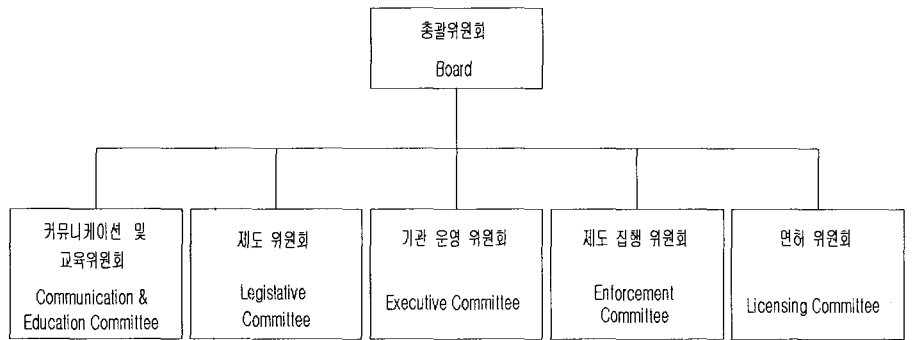 총괄위원회
Board
커뮤니케이션 및
교육위원회
Communication &
Education Committee
제도 위원회
Legislative
Committee
기관 운영 위원회
Executive Committee
제도 집행 위원회
Enforcement
Committee
면허 위원회
Licensing Committee